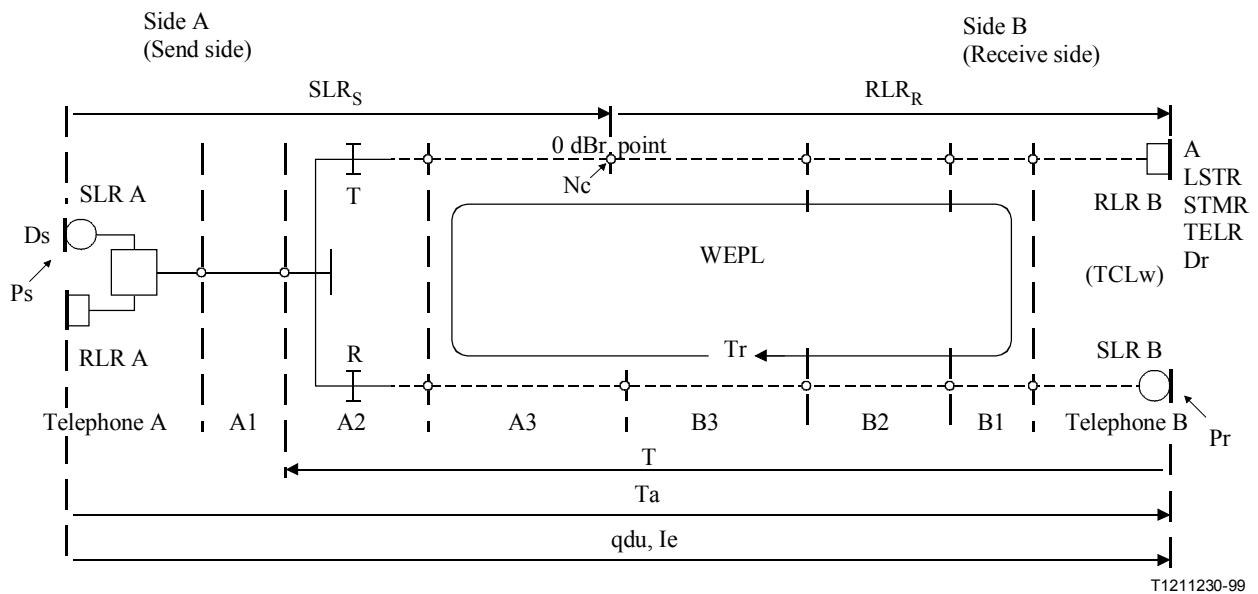 Side A
(Send side)
Side B
(Receive side)
SLRS
RLRR
0 dBr point
Nc
T
SLR A
Ds
Ps
RLR A
R
WEPL
Tr
RLR B
A
LSTR
STMR
TELR
Dr
(TCLw)
SLR B
Pr
Telephone A
A1
A2
A3
B3
B2
B1
Telephone B
T
Ta
qdu, Ie
T1211230-99